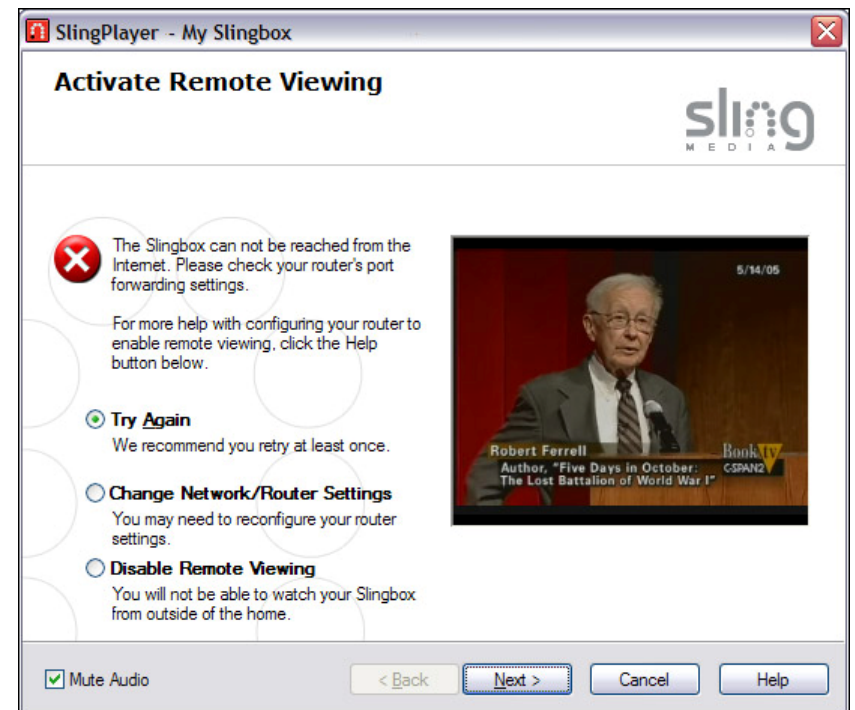 SlingPlayer - My Slingbox
Activate Remote Viewing
sling
MEDIA
The Slingbox can not be reached from the
Internet. Please check your router's port
forwarding settings.
For more help with configuring your router to
enable remote viewing, click the Help
button below.
Try Again
We recommend you retry at least once.
Change Network/Router Settings
You may need to reconfigure your router
settings.
Disable Remote Viewing
You will not be able to watch your Slingbox
from outside of the home.
5/14/05
Robert Ferrell
Author, "Five Days in October:
The Lost Battalion of World War I"
Book tv
C-SPAN2
Mute Audio
< Back
Next >
Cancel
Help